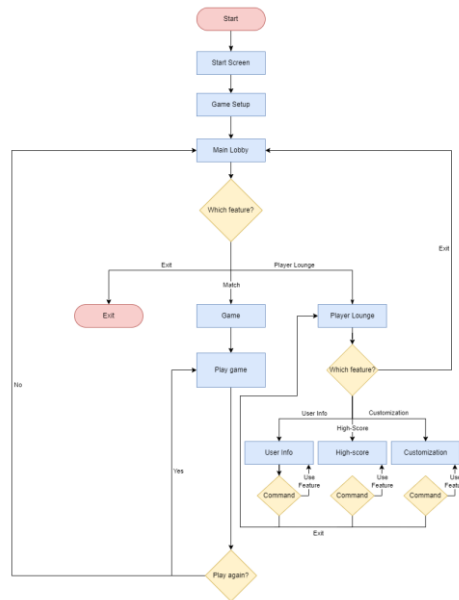 Start
Start Screen
Game Setup
Main Lobby
Which feature?
Exit
Exit
Player Lounge
Match
Exit
Game
Player Lounge
Play game
Which feature?
No
User Info
Customization
High-Score
User Info
High-score
Customization
Yes
Use
Feature
Use
Feature
Use
Feature
Command
Command
Command
Exit
Play again?